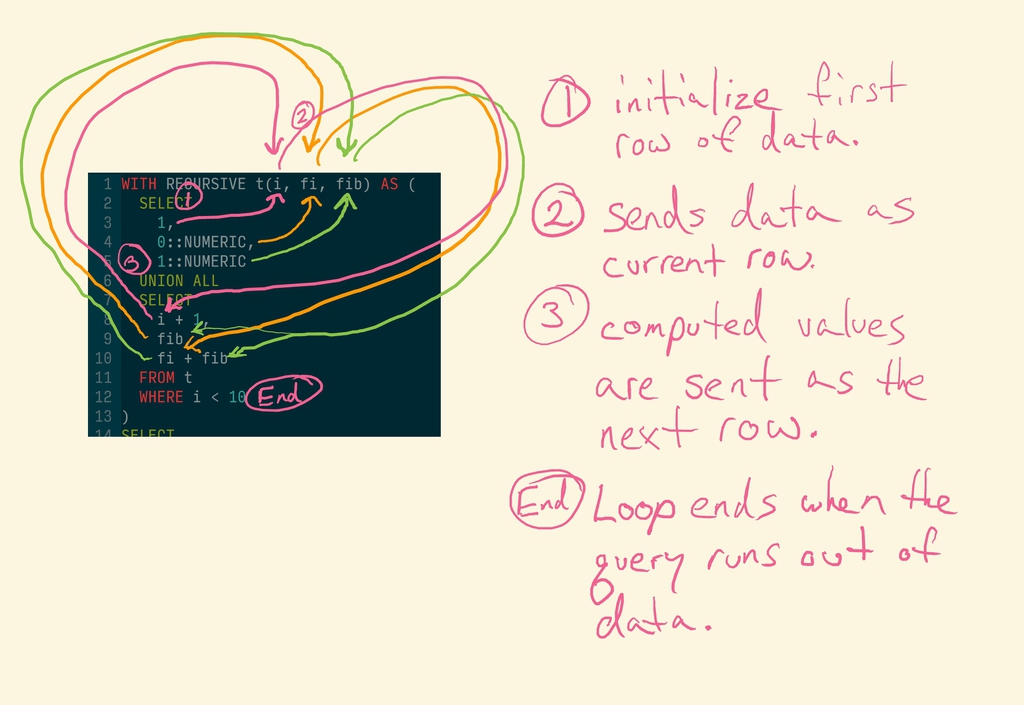 ②
1 WITH RECURSIVE t(i, fi, fib) AS (
①
2 SELECT
3 1,
4 0::NUMERIC,
③
5 1::NUMERIC
6 UNION ALL
7 SELECT
8 i + 1,
9 fib,
10 fi + fib
11 FROM t
12 WHERE i < 10 End
13 )
14 SELECT
① initialize first
row of data.
② Sends data as
current row.
③ computed values
are sent as the
next row.
End Loop ends when the
query runs out of
data.